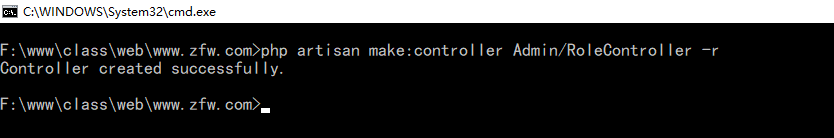 C:\WINDOWS\System32\cmd.exe
F:\www\class\web\www.zfw.com>php artisan make:controller Admin/RoleController -r
Controller created successfully.
F:\www\class\web\www.zfw.com>